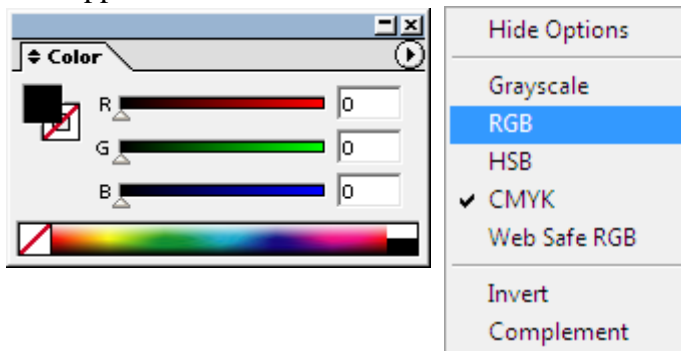 Color
R 0
G 0
B 0
Hide Options
Grayscale
RGB
HSB
CMYK
Web Safe RGB
Invert
Complement